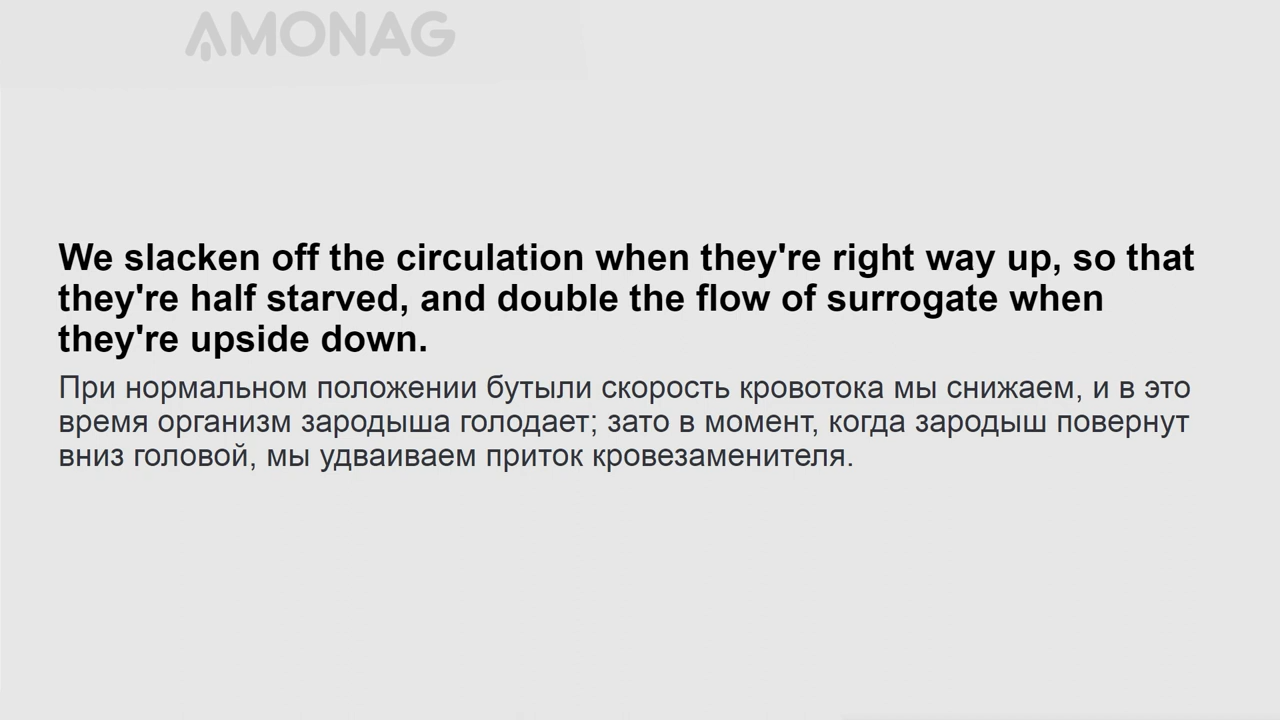 AMONAG
We slacken off the circulation when they're right way up, so that
they're half starved, and double the flow of surrogate when
they're upside down.
При нормальном положении бутыли скорость кровотока мы снижаем, и в это
время организм зародыша голодает; зато в момент, когда зародыш повернут
вниз головой, мы удваиваем приток кровезаменителя.